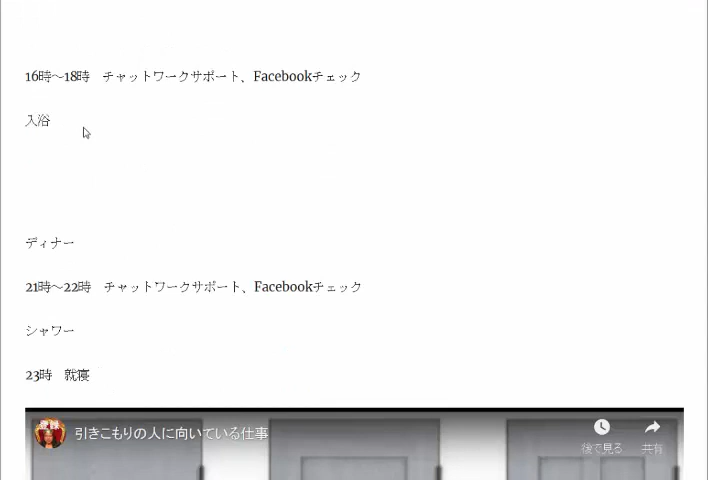 16時〜18時　チャットワークサポート、Facebookチェック
入浴
ディナー
21時〜22時　チャットワークサポート、Facebookチェック
シャワー
23時　就寝
引きこもりの人に向いている仕事
後で見る
共有